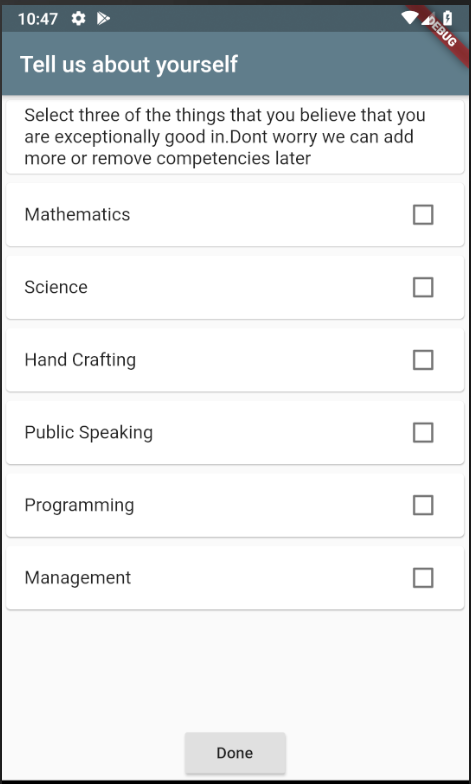 10:47
DEBUG
Tell us about yourself
Select three of the things that you believe that you
are exceptionally good in.Dont worry we can add
more or remove competencies later
Mathematics
Science
Hand Crafting
Public Speaking
Programming
Management
Done